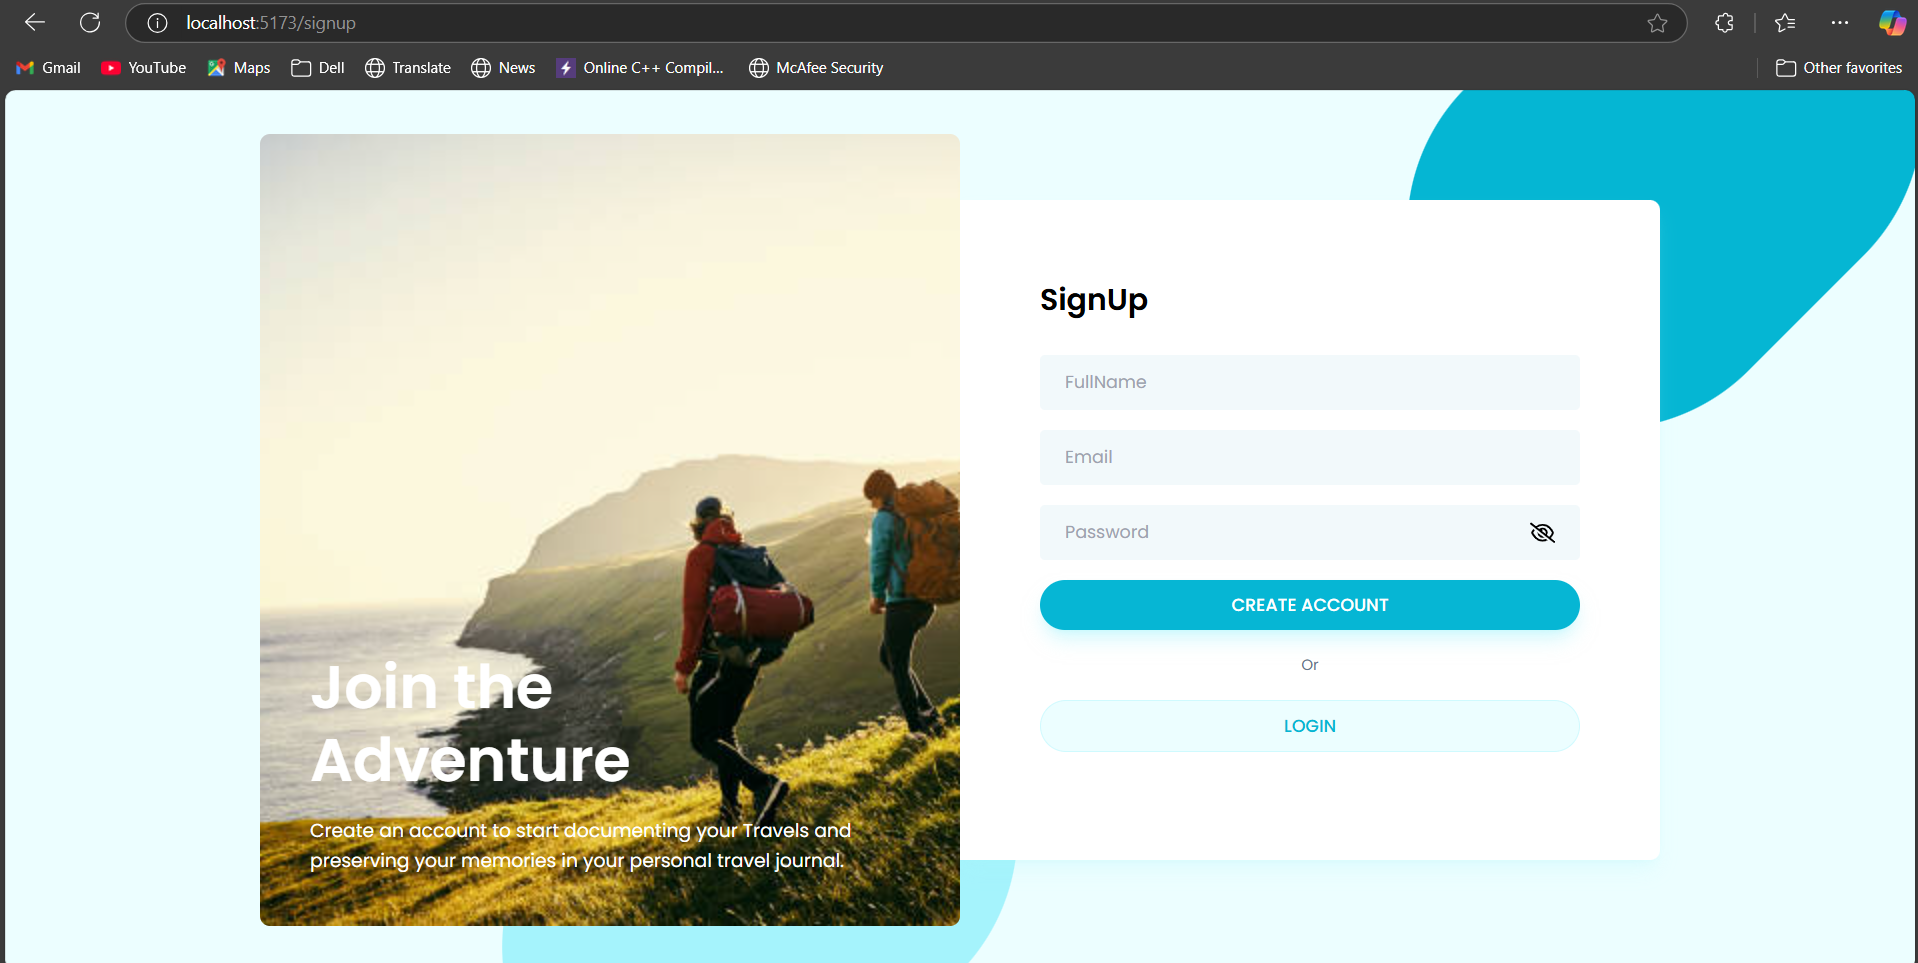 localhost:5173/signup
Gmail YouTube Maps Dell Translate News Online C++ Compil... McAfee Security Other favorites
Join the
Adventure
Create an account to start documenting your Travels and
preserving your memories in your personal travel journal.
SignUp
FullName
Email
Password
CREATE ACCOUNT
Or
LOGIN